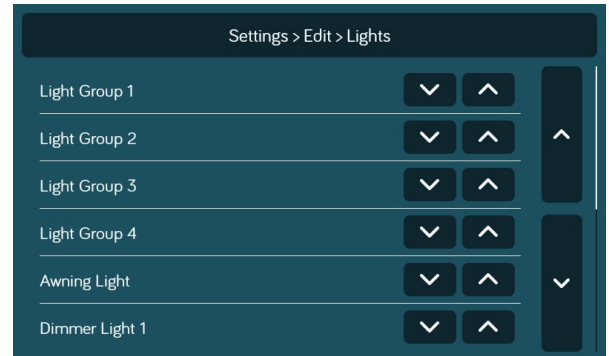 Settings > Edit > Lights
Light Group 1
Light Group 2
Light Group 3
Light Group 4
Awning Light
Dimmer Light 1